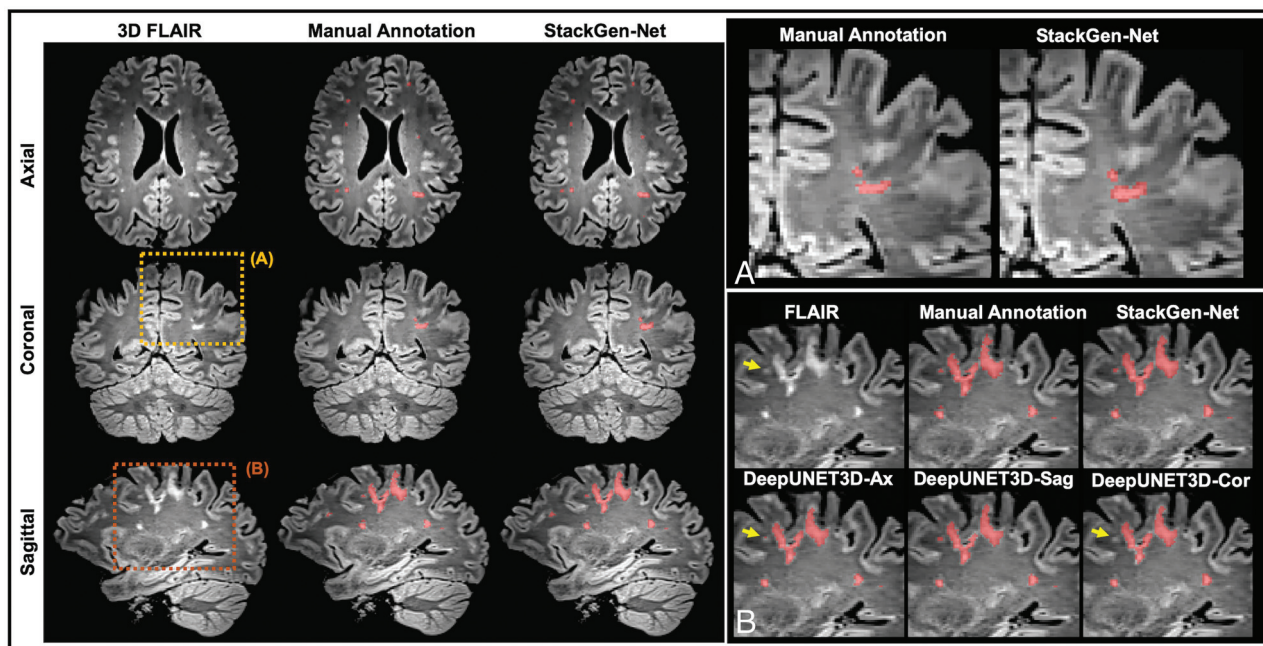 3D FLAIR Manual Annotation StackGen-Net
Axial
(A)
Coronal
(B)
Sagittal
Manual Annotation StackGen-Net
A
FLAIR Manual Annotation StackGen-Net
DeepUNET3D-Ax DeepUNET3D-Sag DeepUNET3D-Cor
B